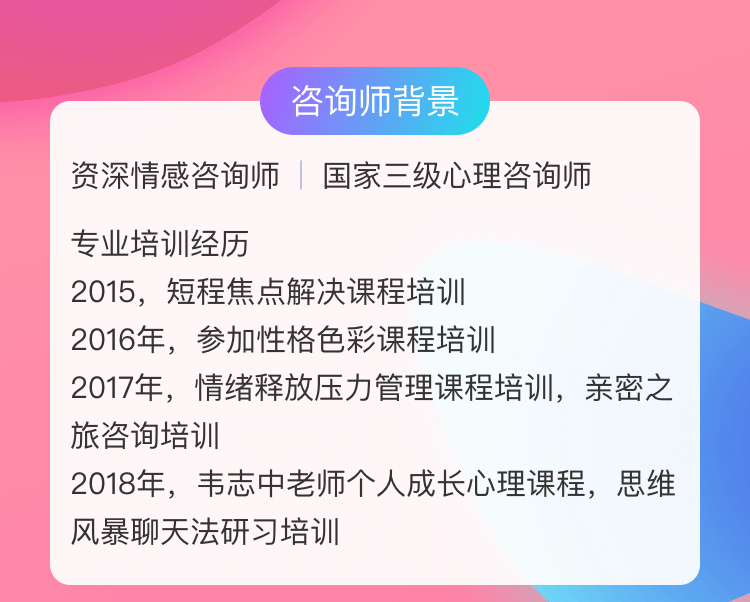 咨询师背景
资深情感咨询师 | 国家三级心理咨询师
专业培训经历
2015，短程焦点解决课程培训
2016年，参加性格色彩课程培训
2017年，情绪释放压力管理课程培训，亲密之
旅咨询培训
2018年，韦志中老师个人成长心理课程，思维
风暴聊天法研习培训